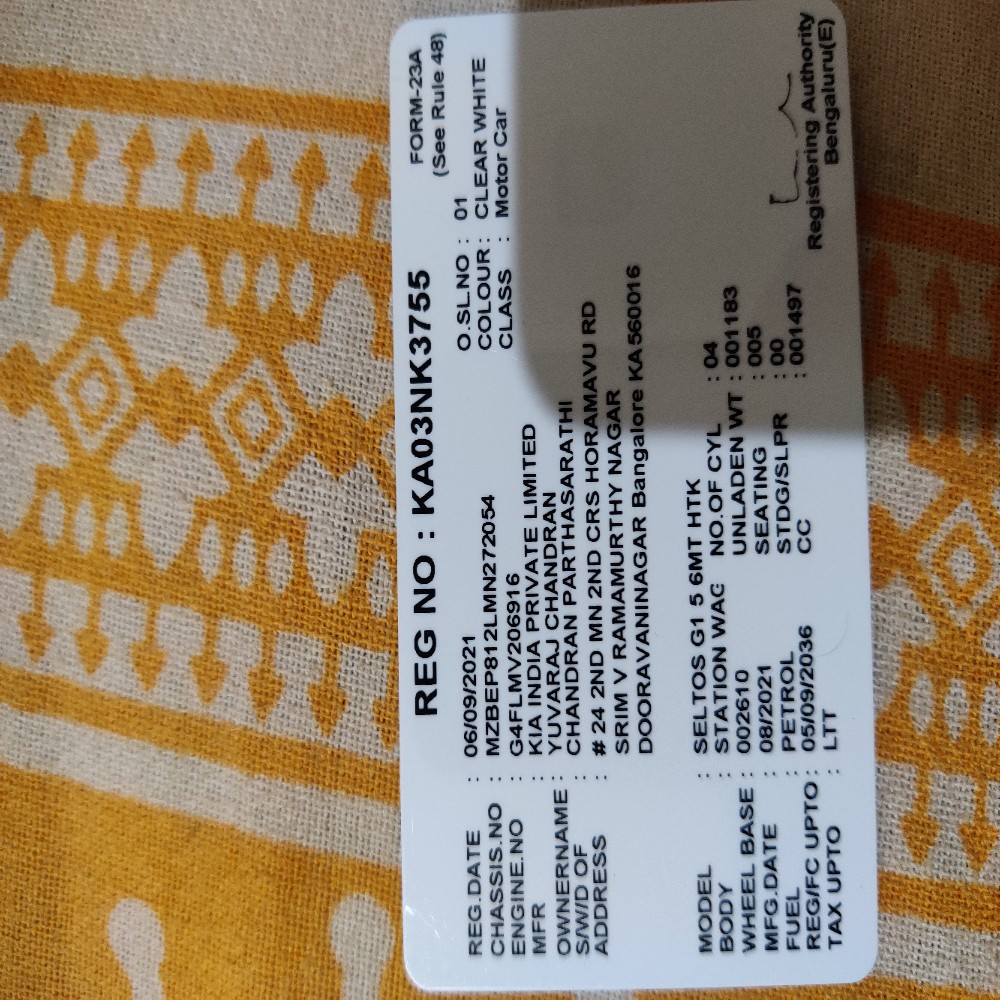 FORM-23A
(See Rule 48)
REG NO : KA03NK3755
REG.DATE : 06/09/2021 O.SL.NO : 01
CHASSIS.NO : MZBEP812LMN272054 COLOUR : CLEAR WHITE
ENGINE.NO : G4FLMV206916 CLASS : Motor Car
MFR : KIA INDIA PRIVATE LIMITED
OWNERNAME : YUVARAJ CHANDRAN
S/W/D OF : CHANDRAN PARTHASARATHI
ADDRESS : # 24 2ND MN 2ND CRS HORAMAVU RD
SRIM V RAMAMURTHY NAGAR
DOORAVANINAGAR Bangalore KA 560016
MODEL : SELTOS G1 5 6MT HTK NO.OF CYL : 04
BODY : STATION WAG UNLADEN WT : 001183
WHEEL BASE : 002610 SEATING : 005
MFG.DATE : 08/2021 STDG/SLPR : 00
FUEL : PETROL CC : 001497
REG/FC UPTO : 05/09/2036
TAX UPTO : LTT
Registering Authority
Bengaluru(E)